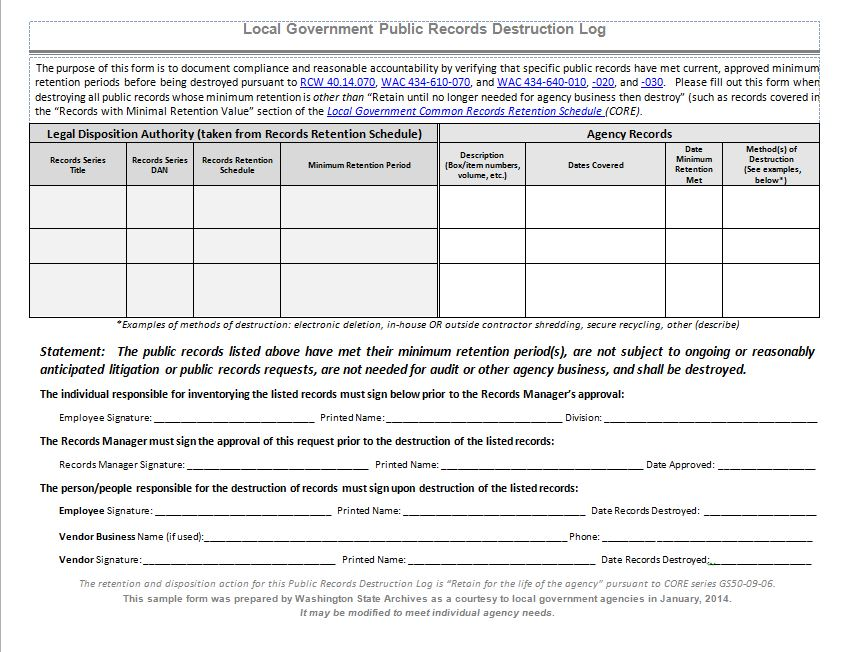 Local Government Public Records Destruction Log
The purpose of this form is to document compliance and reasonable accountability by verifying that specific public records have met current, approved minimum
retention periods before being destroyed pursuant to RCW 40.14.070, WAC 434-610-070, and WAC 434-640-010, -020, and -030. Please fill out this form when
destroying all public records whose minimum retention is other than “Retain until no longer needed for agency business then destroy” (such as records covered in
the “Records with Minimal Retention Value” section of the Local Government Common Records Retention Schedule (CORE).
Legal Disposition Authority (taken from Records Retention Schedule)
Agency Records
Records Series
Title
Records Series
DAN
Records Retention
Schedule
Minimum Retention Period
Description
(Box/item numbers,
volume, etc.)
Dates Covered
Date
Minimum
Retention
Met
Method(s) of
Destruction
(See examples,
below*)
*Examples of methods of destruction: electronic deletion, in-house OR outside contractor shredding, secure recycling, other (describe)
Statement: The public records listed above have met their minimum retention period(s), are not subject to ongoing or reasonably
anticipated litigation or public records requests, are not needed for audit or other agency business, and shall be destroyed.
The individual responsible for inventorying the listed records must sign below prior to the Records Manager’s approval:
Employee Signature: ____ Printed Name: ____ Division: ____
The Records Manager must sign the approval of this request prior to the destruction of the listed records:
Records Manager Signature: ____ Printed Name: ____ Date Approved: ____
The person/people responsible for the destruction of records must sign upon destruction of the listed records:
Employee Signature: ____ Printed Name: ____ Date Records Destroyed: ____
Vendor Business Name (if used): ____ Phone: ____
Vendor Signature: ____ Printed Name: ____ Date Records Destroyed: ____
The retention and disposition action for this Public Records Destruction Log is “Retain for the life of the agency” pursuant to CORE series GS50-09-06.
This sample form was prepared by Washington State Archives as a courtesy to local government agencies in January, 2014.
It may be modified to meet individual agency needs.